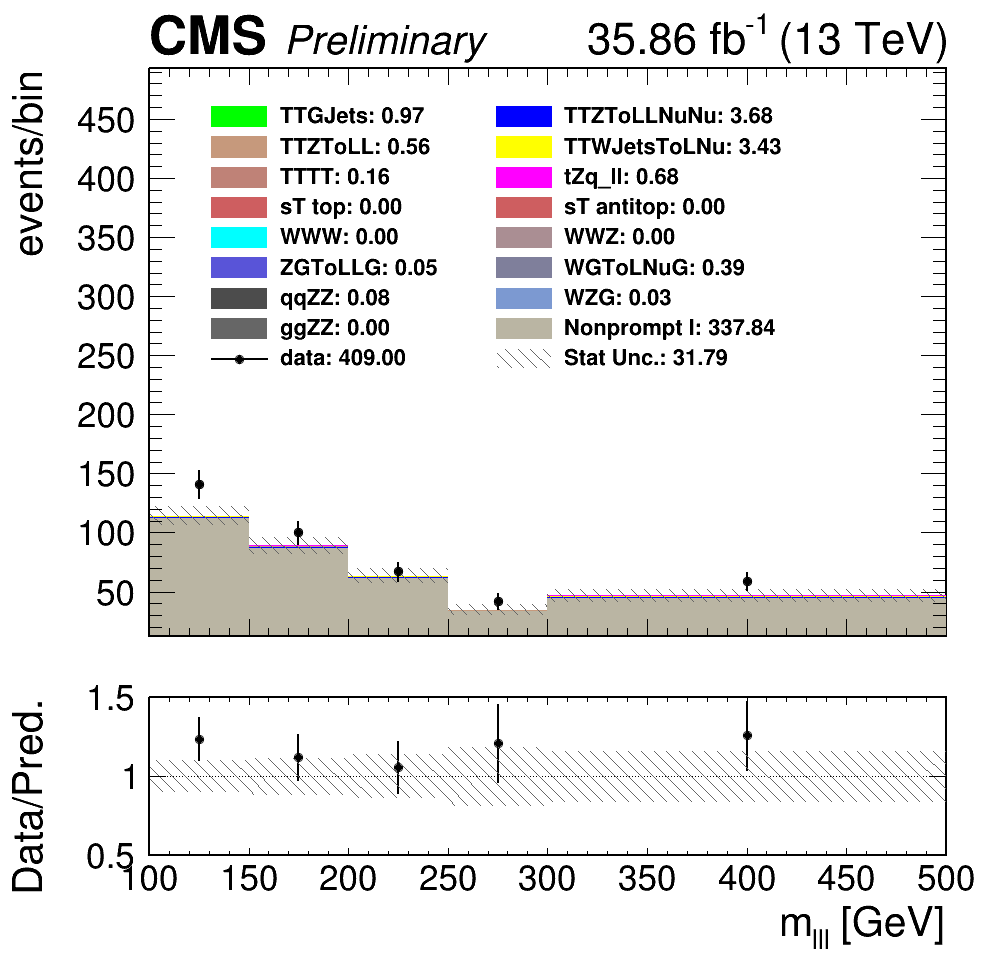 CMS Preliminary 35.86 fb-1 (13 TeV)
events/bin
450
400
350
300
250
200
150
100
50
TTGJets: 0.97 TTZToLLNuNu: 3.68
TTZToLL: 0.56 TTWJetsToLNu: 3.43
TTTT: 0.16 tZq_ll: 0.68
sT top: 0.00 sT antitop: 0.00
WWW: 0.00 WWZ: 0.00
ZGToLLG: 0.05 WGToLNuG: 0.39
qqZZ: 0.08 WZG: 0.03
ggZZ: 0.00 Nonprompt l: 337.84
data: 409.00 Stat Unc.: 31.79
Data/Pred.
1.5
1
0.5
100 150 200 250 300 350 400 450 500
mlll [GeV]